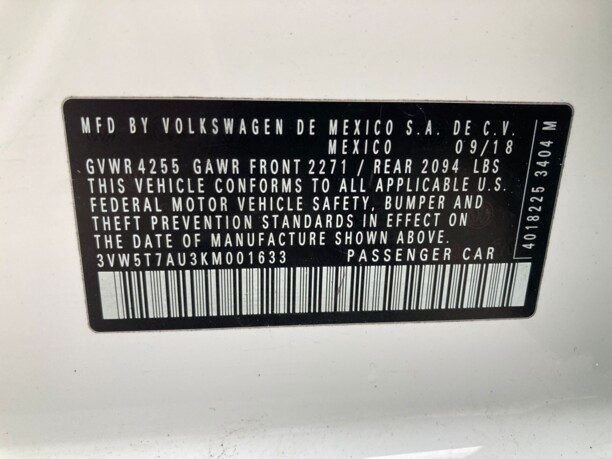 MFD BY VOLKSWAGEN DE MEXICO S.A. DE C.V.
MEXICO 09/18
GVWR 4255 GAWR FRONT 2271 / REAR 2094 LBS
THIS VEHICLE CONFORMS TO ALL APPLICABLE U.S.
FEDERAL MOTOR VEHICLE SAFETY, BUMPER AND
THEFT PREVENTION STANDARDS IN EFFECT ON
THE DATE OF MANUFACTURE SHOWN ABOVE.
3VW5T7AU3KM001633 PASSENGER CAR
4018225 3404 M